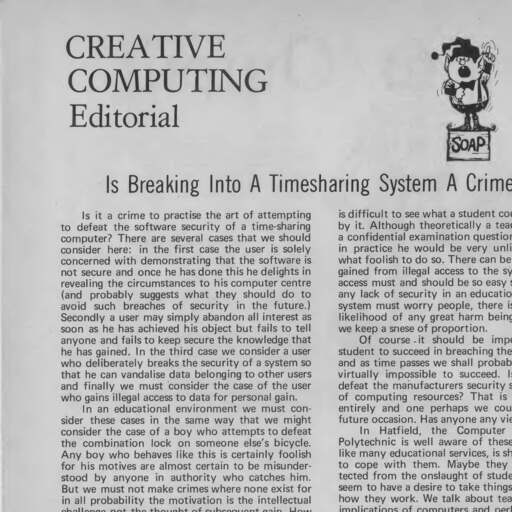 CREATIVE
COMPUTING
Editorial
SOAP
Is Breaking Into A Timesharing System A Crime
Is it a crime to practise the art of attempting
to defeat the software security of a time-sharing
computer? There are several cases that we should
consider here: in the first case the user is solely
concerned with demonstrating that the software is
not secure and once he has done this he delights in
revealing the circumstances to his computer centre
(and probably suggests what they should do to
avoid such breaches of security in the future.)
Secondly a user may simply abandon all interest as
soon as he has achieved his object but fails to tell
anyone and fails to keep secure the knowledge that
he has gained. In the third case we consider a user
who deliberately breaks the security of a system so
that he can vandalise data belonging to other users
and finally we must consider the case of the user
who gains illegal access to data for personal gain.
In an educational environment we must con-
sider these cases in the same way that we might
consider the case of a boy who attempts to defeat
the combination lock on someone else's bicycle.
Any boy who behaves like this is certainly foolish
for his motives are almost certain to be misunder-
stood by anyone in authority who catches him.
But we must not make crimes where none exist for
in all probability the motivation is the intellectual
challenge not the thought of subsequent gain. How
is difficult to see what a student cou
by it. Although theoretically a teac
a confidential examination question
in practice he would be very unli
what foolish to do so. There can be
gained from illegal access to the sy
access must and should be so easy
any lack of security in an educatio
system must worry people, there is
likelihood of any great harm being
we keep a snese of proportion.
Of course it should be impo
student to succeed in breaching the
and as time passes we shall probab
virtually impossible to succeed. Is
defeat the manufacturers security s
of computing resources? That is
entirely and one perhaps we cou
future occasion. Has anyone any vie
In Hatfield, the Computer
Polytechnic is well aware of these
like many educational services, is sh
to cope with them. Maybe they
tected from the onslaught of stude
seem to have a desire to take things
how they work. We talk about tea
implications of computers and per